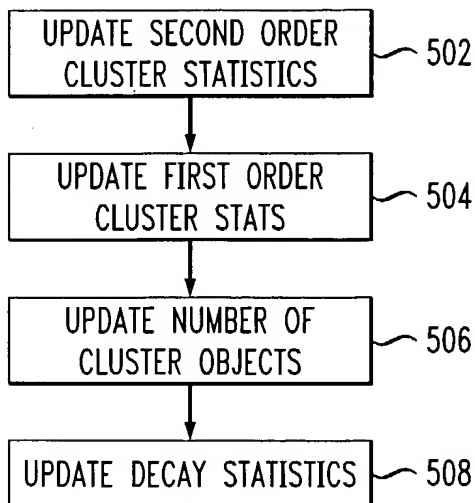 UPDATE SECOND ORDER
CLUSTER STATISTICS
502
UPDATE FIRST ORDER
CLUSTER STATS
504
UPDATE NUMBER OF
CLUSTER OBJECTS
506
UPDATE DECAY STATISTICS
508